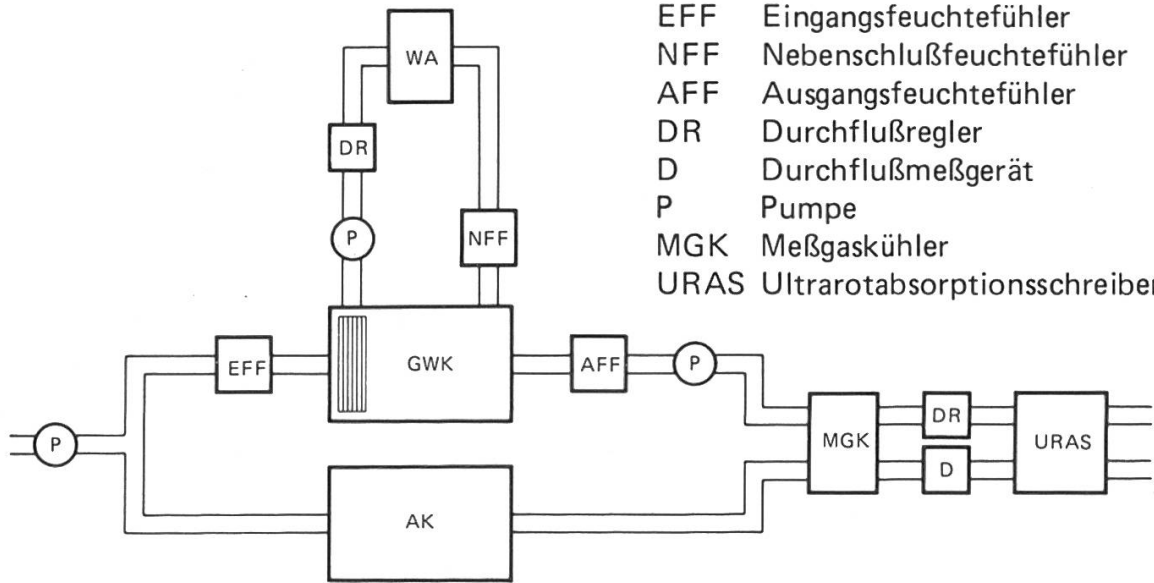 EFF Eingangsfeuchtefühler
NFF Nebenschlußfeuchtefühler
AFF Ausgangsfeuchtefühler
DR Durchflußregler
D Durchflußmeßgerät
P Pumpe
MGK Meßgaskühler
URAS Ultrarotabsorptionsschreiber
WA
DR
P
NFF
EFF
GWK
AFF
P
P
MGK
DR
URAS
D
AK